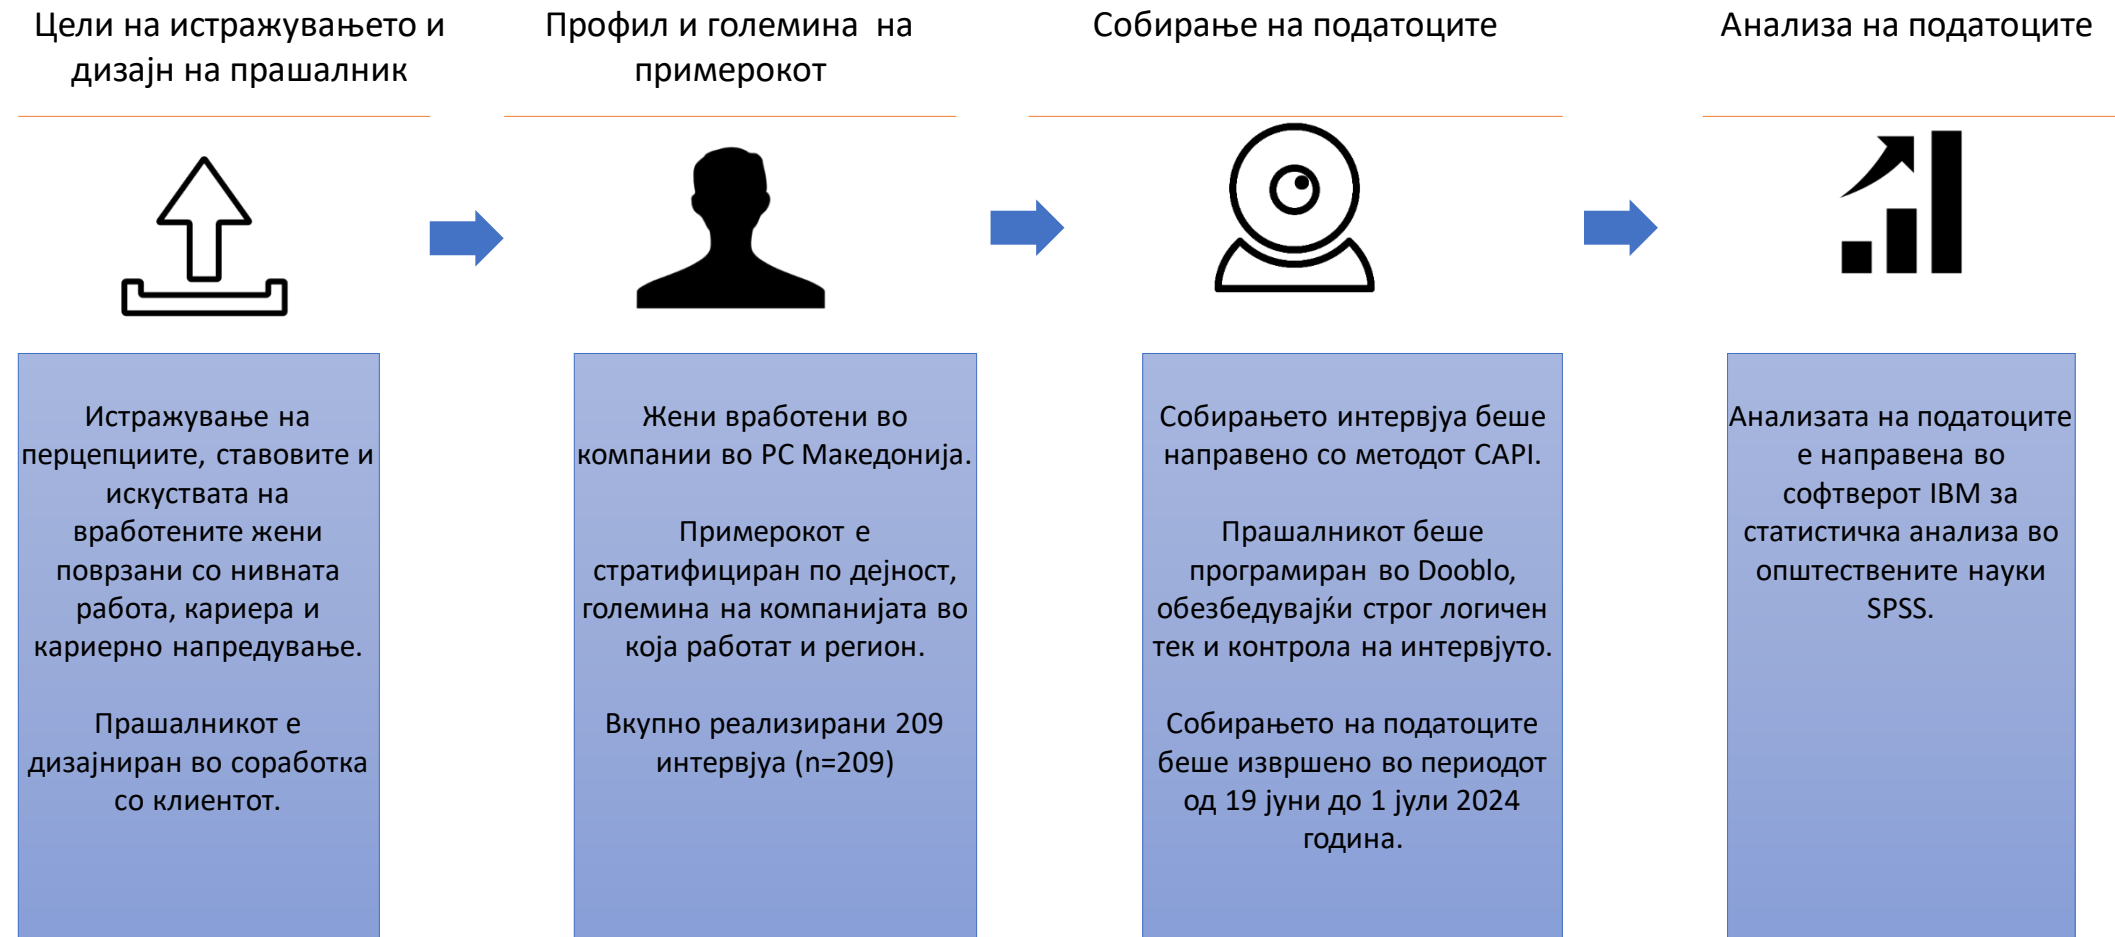 Цели на истражувањето и
дизајн на прашалник
Профил и големина на
примерокот
Собирање на податоците
Анализа на податоците
Истражување на
перцепциите, ставовите и
искуствата на
вработените жени
поврзани со нивната
работа, кариера и
кариерно напредување.
Прашалникот е
дизајниран во соработка
со клиентот.
Жени вработени во
компании во РС Македонија.
Примерокот е
стратифициран по дејност,
големина на компанијата во
која работат и регион.
Вкупно реализирани 209
интервјуа (n=209)
Собирањето интервјуа беше
направено со методот CAPI.
Прашалникот беше
програмиран во Dooblo,
обезбедувајќи строг логичен
тек и контрола на интервјуто.
Собирањето на податоците
беше извршено во периодот
од 19 јуни до 1 јули 2024
година.
Анализата на податоците
е направена во
софтверот IBM за
статистичка анализа во
општествените науки
SPSS.